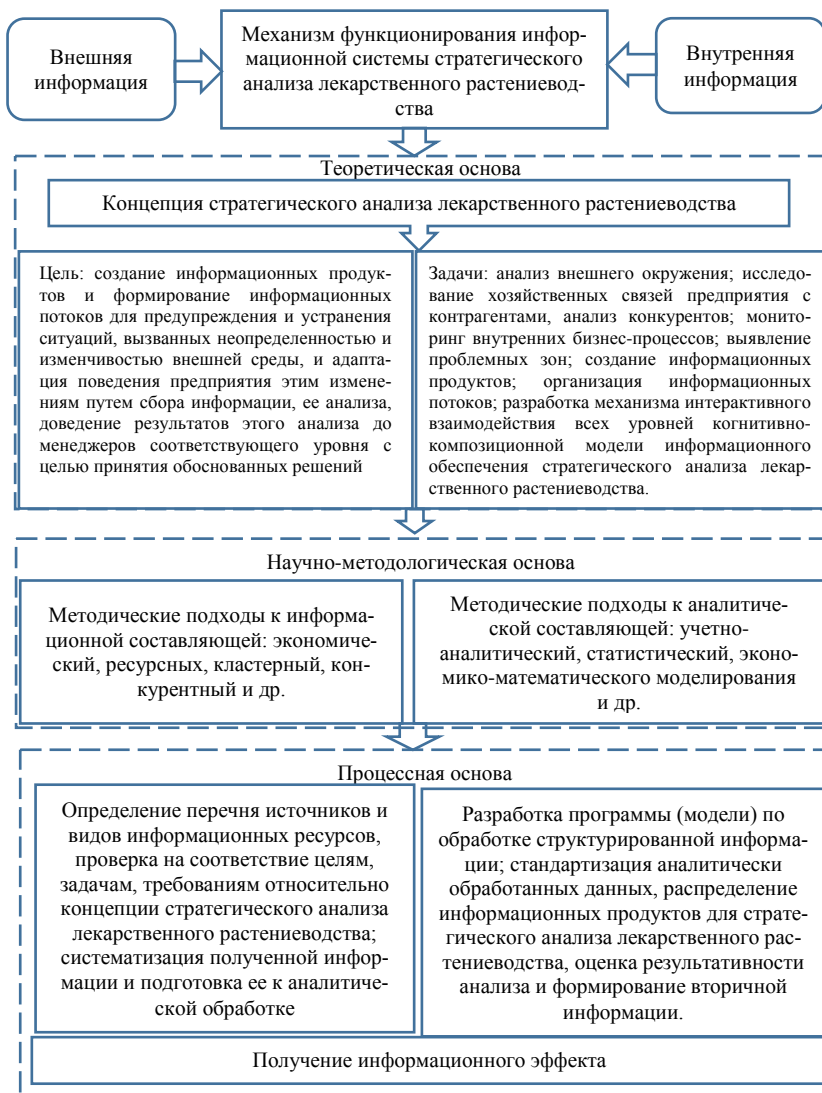 Внешняя
информация
Механизм функционирования инфор-
мационной системы стратегического
анализа лекарственного растениевод-
ства
Внутренняя
информация
Теоретическая основа
Концепция стратегического анализа лекарственного растениеводства
Цель: создание информационных продук-
тов и формирование информационных
потоков для предупреждения и устранения
ситуаций, вызванных неопределенностью и
изменчивостью внешней среды, и адапта-
ция поведения предприятия этим измене-
ниям путем сбора информации, ее анализа,
доведение результатов этого анализа до
менеджеров соответствующего уровня с
целью принятия обоснованных решений
Задачи: анализ внешнего окружения; исследо-
вание хозяйственных связей предприятия с
контрагентами, анализ конкурентов; монито-
ринг внутренних бизнес-процессов; выявление
проблемных зон; создание информационных
продуктов; организация информационных
потоков; разработка механизма интерактивного
взаимодействия всех уровней когнитивно-
композиционной модели информационного
обеспечения стратегического анализа лекар-
ственного растениеводства.
Научно-методологическая основа
Методические подходы к информа-
ционной составляющей: экономиче-
ский, ресурсных, кластерный, кон-
курентный и др.
Методические подходы к аналити-
ческой составляющей: учетно-
аналитический, статистический, эконо-
мико-математического моделирования
и др.
Процессная основа
Определение перечня источников и
видов информационных ресурсов,
проверка на соответствие целям,
задачам, требованиям относительно
концепции стратегического анализа
лекарственного растениеводства;
систематизация полученной инфор-
мации и подготовка ее к аналитиче-
ской обработке
Разработка программы (модели) по
обработке структурированной информа-
ции; стандартизация аналитически
обработанных данных, распределение
информационных продуктов для страте-
гического анализа лекарственного рас-
тениеводства, оценка результативности
анализа и формирование вторичной
информации.
Получение информационного эффекта